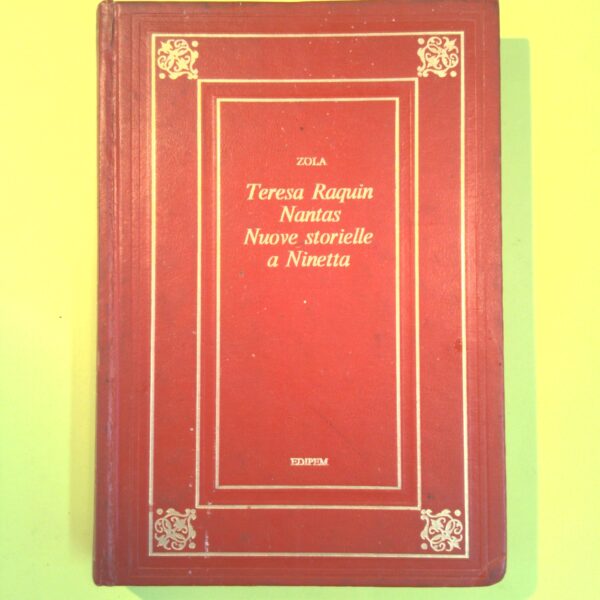 ZOLA
Teresa Raquin
Nantas
Nuove storielle
a Ninetta
EDIPEM